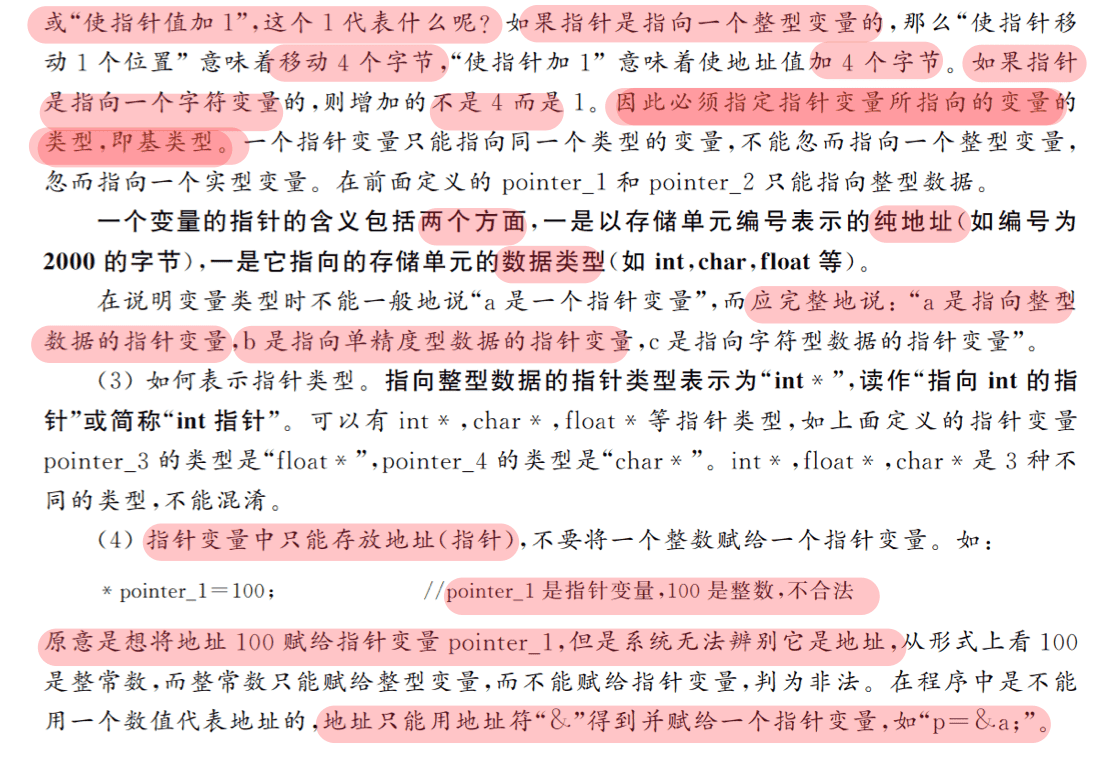 或“使指针值加1”,这个1代表什么呢? 如果指针是指向一个整型变量的,那么“使指针移
动1个位置” 意味着移动4个字节,“使指针加1” 意味着使地址值加4个字节。如果指针
是指向一个字符变量的,则增加的不是4而是1。因此必须指定指针变量所指向的变量的
类型,即基类型。一个指针变量只能指向同一个类型的变量,不能忽而指向一个整型变量,
忽而指向一个实型变量。在前面定义的 pointer_1 和 pointer_2 只能指向整型数据。
一个变量的指针的含义包括两个方面,一是以存储单元编号表示的纯地址(如编号为
2000 的字节),一是它指向的存储单元的数据类型(如 int,char,float 等)。
在说明变量类型时不能一般地说“a 是一个指针变量”,而应完整地说: “a 是指向整型
数据的指针变量,b 是指向单精度型数据的指针变量,c 是指向字符型数据的指针变量”。
(3) 如何表示指针类型。指向整型数据的指针类型表示为“int *”,读作“指向 int 的指
针”或简称“int 指针”。可以有 int *,char *,float * 等指针类型,如上面定义的指针变量
pointer_3 的类型是“float *”,pointer_4 的类型是“char *”。int *,float *,char * 是 3 种不
同的类型,不能混淆。
(4) 指针变量中只能存放地址(指针),不要将一个整数赋给一个指针变量。如:
* pointer_1=100; //pointer_1 是指针变量,100 是整数,不合法
原意是想将地址 100 赋给指针变量 pointer_1,但是系统无法辨别它是地址,从形式上看 100
是整常数,而整常数只能赋给整型变量,而不能赋给指针变量,判为非法。在程序中是不能
用一个数值代表地址的,地址只能用地址符“&”得到并赋给一个指针变量,如“p=&a;”。